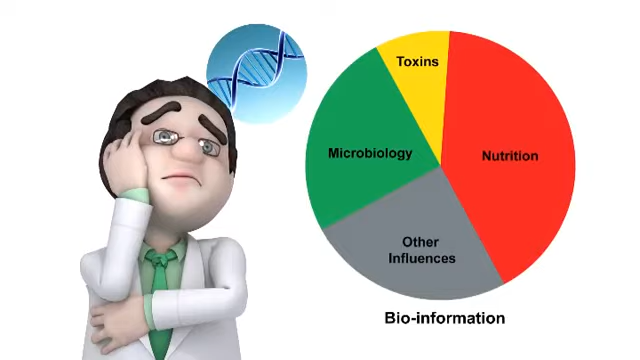 Toxins
Microbiology
Nutrition
Other
Influences
Bio-information